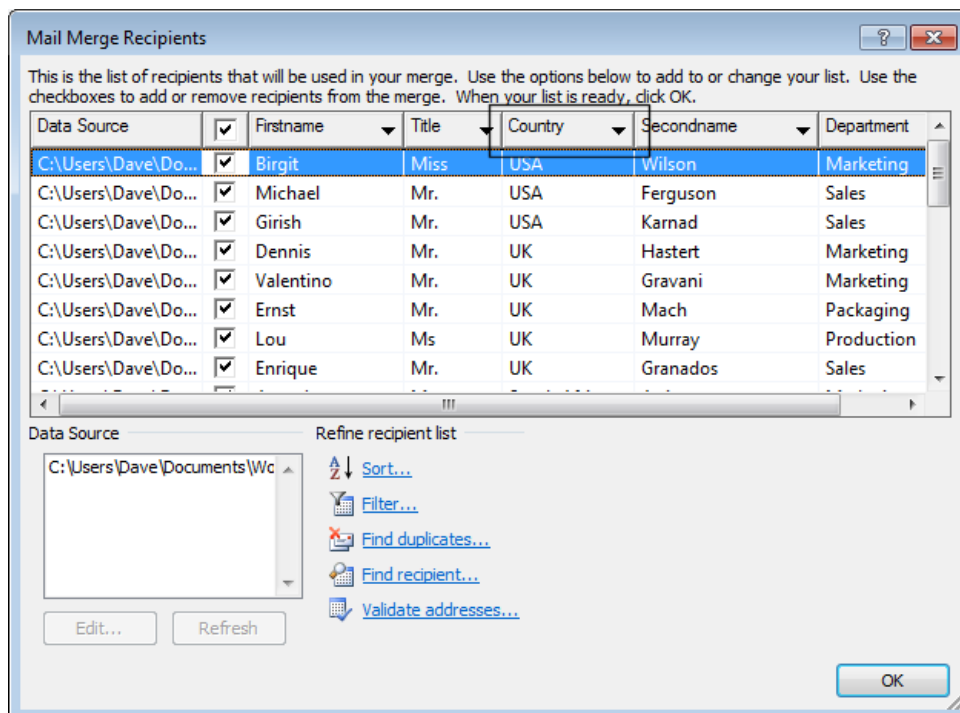 Mail Merge Recipients
This is the list of recipients that will be used in your merge. Use the options below to add to or change your list. Use the
checkboxes to add or remove recipients from the merge. When your list is ready, click OK.
Data Source Firstname Title Country Secondname Department
C:\Users\Dave\Do... Birgit Miss USA Wilson Marketing
C:\Users\Dave\Do... Michael Mr. USA Ferguson Sales
C:\Users\Dave\Do... Girish Mr. USA Karnad Sales
C:\Users\Dave\Do... Dennis Mr. UK Hastert Marketing
C:\Users\Dave\Do... Valentino Mr. UK Gravani Marketing
C:\Users\Dave\Do... Ernst Mr. UK Mach Packaging
C:\Users\Dave\Do... Lou Ms UK Murray Production
C:\Users\Dave\Do... Enrique Mr. UK Granados Sales
Data Source
C:\Users\Dave\Documents\Wo
Edit...
Refresh
Refine recipient list
Sort...
Filter...
Find duplicates...
Find recipient...
Validate addresses...
OK